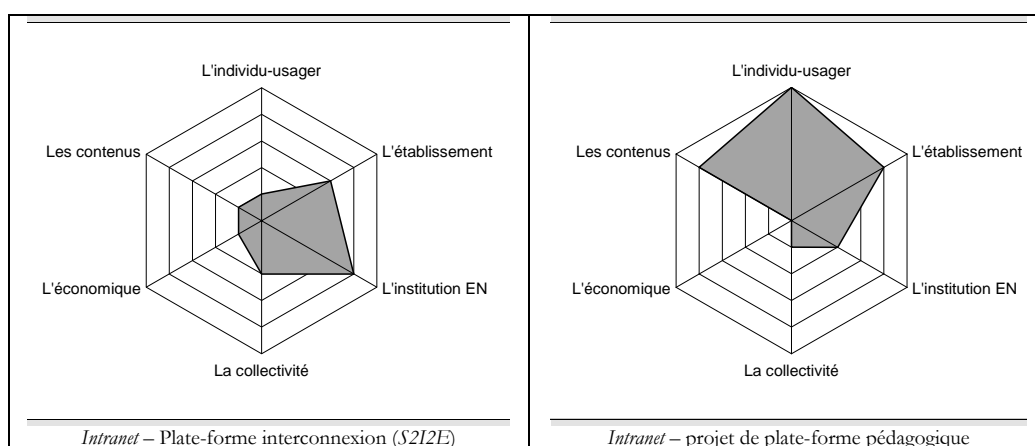 L'individu-usager
Les contenus
L'établissement
L'économique
L'institution EN
La collectivité
Intranet – Plate-forme interconnexion (S2I2E)
L'individu-usager
Les contenus
L'établissement
L'économique
L'institution EN
La collectivité
Intranet – projet de plate-forme pédagogique